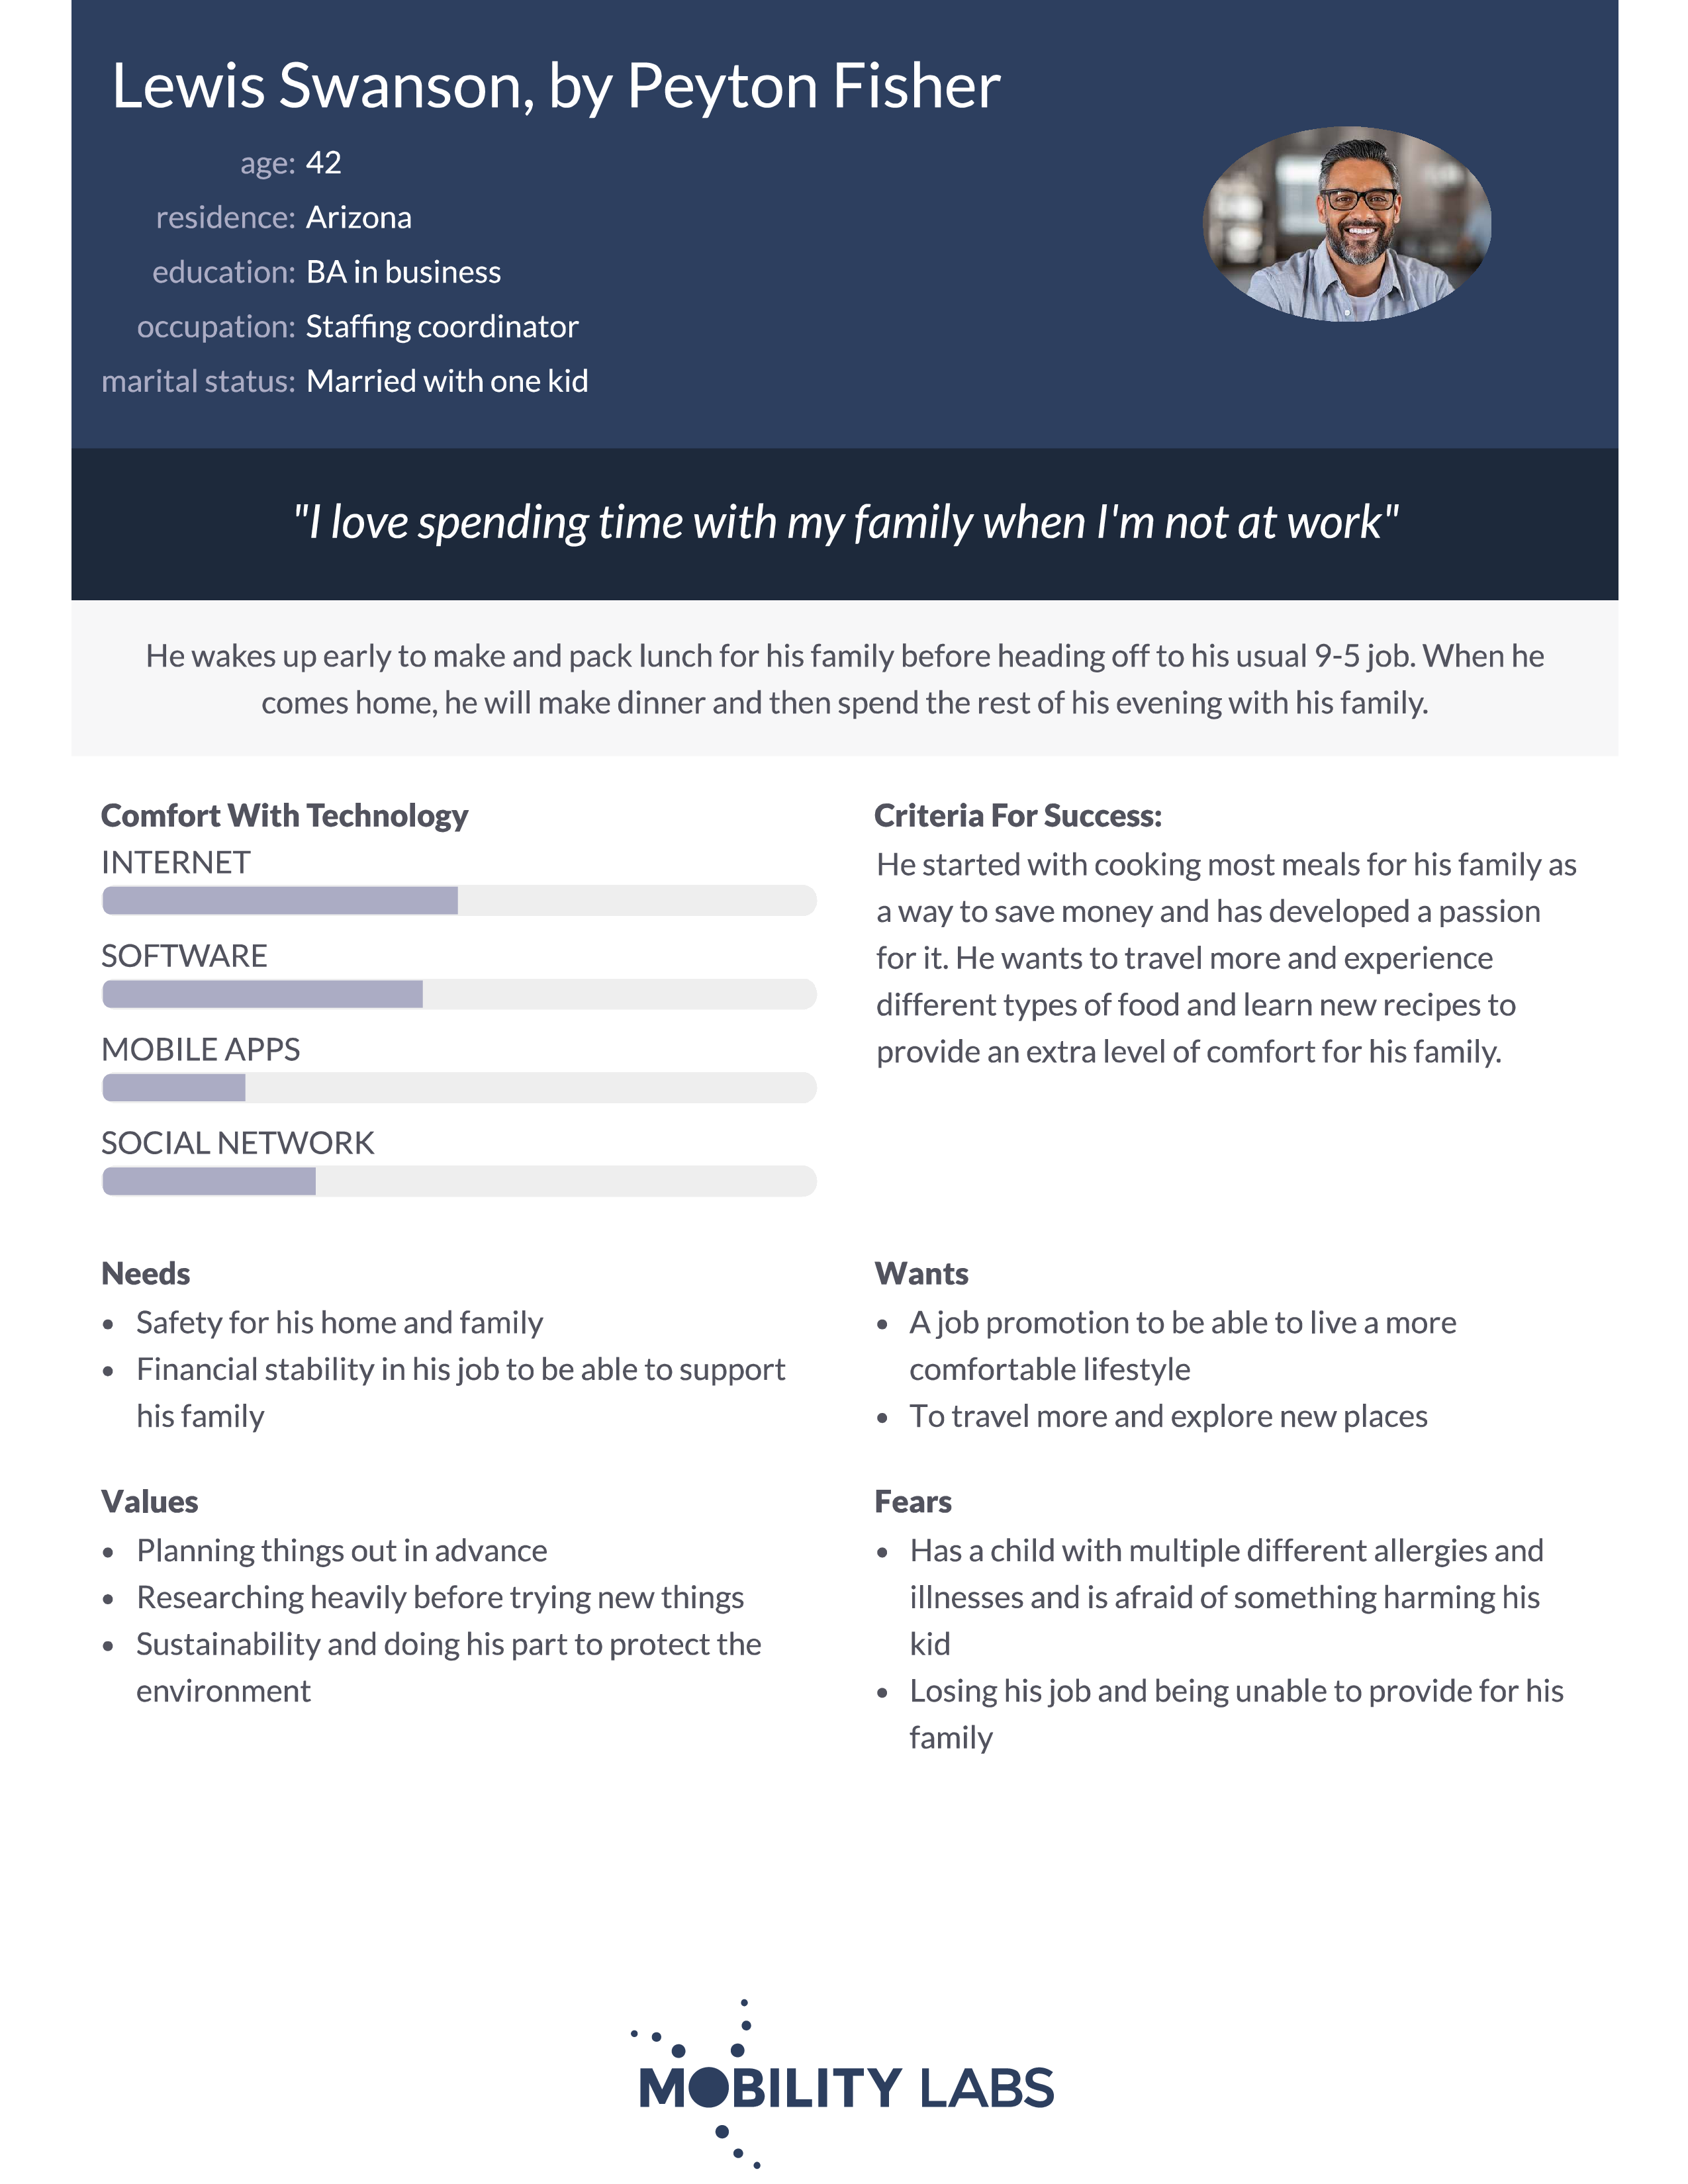 Lewis Swanson, by Peyton Fisher
age: 42
residence: Arizona
education: BA in business
occupation: Staffing coordinator
marital status: Married with one kid
"I love spending time with my family when I'm not at work"
He wakes up early to make and pack lunch for his family before heading off to his usual 9-5 job. When he
comes home, he will make dinner and then spend the rest of his evening with his family.
Comfort With Technology
INTERNET
SOFTWARE
MOBILE APPS
SOCIAL NETWORK
Criteria For Success:
He started with cooking most meals for his family as
a way to save money and has developed a passion
for it. He wants to travel more and experience
different types of food and learn new recipes to
provide an extra level of comfort for his family.
Needs
• Safety for his home and family
• Financial stability in his job to be able to support
his family
Wants
• A job promotion to be able to live a more
comfortable lifestyle
• To travel more and explore new places
Values
• Planning things out in advance
• Researching heavily before trying new things
• Sustainability and doing his part to protect the
environment
Fears
• Has a child with multiple different allergies and
illnesses and is afraid of something harming his
kid
• Losing his job and being unable to provide for his
family
MOBILITY LABS